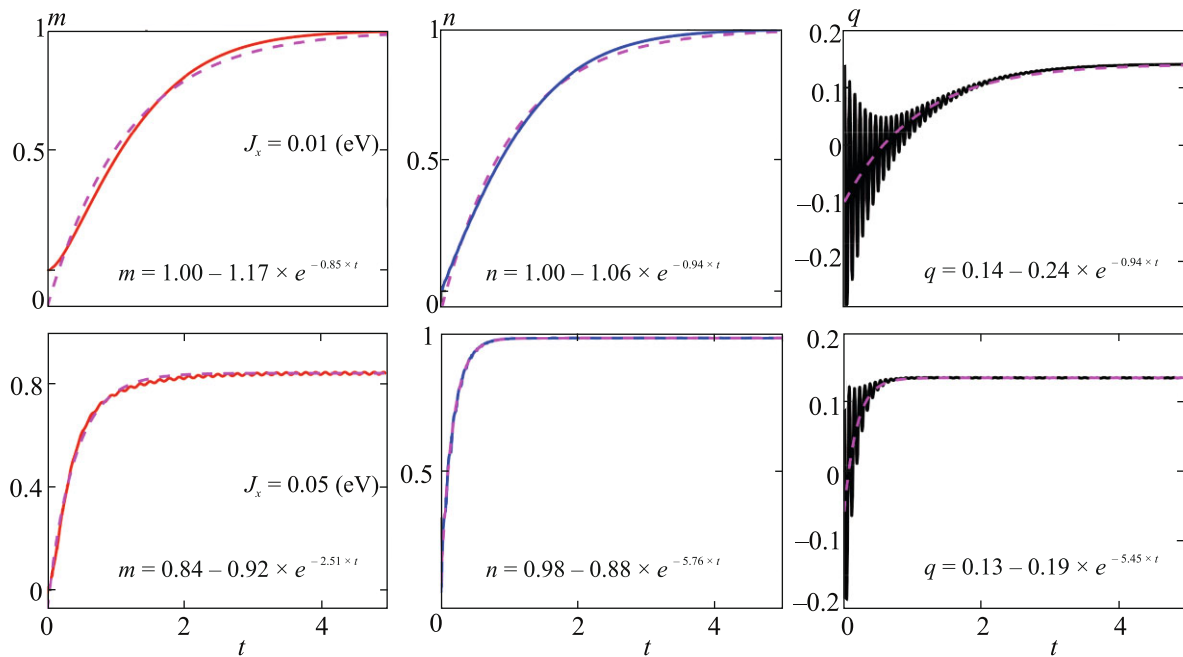 m
1
0.5
0
J_x = 0.01 (eV)
m = 1.00 – 1.17 × e^{– 0.85 × t}
n
1
0.5
0
n = 1.00 – 1.06 × e^{– 0.94 × t}
q
0.2
0.1
0
–0.1
–0.2
q = 0.14 – 0.24 × e^{– 0.94 × t}
0.8
0.4
0
J_x = 0.05 (eV)
m = 0.84 – 0.92 × e^{– 2.51 × t}
0 2 4
t
1
0.5
n = 0.98 – 0.88 × e^{– 5.76 × t}
0 2 4
t
0.2
0.1
0
–0.1
–0.2
q = 0.13 – 0.19 × e^{– 5.45 × t}
0 2 4
t